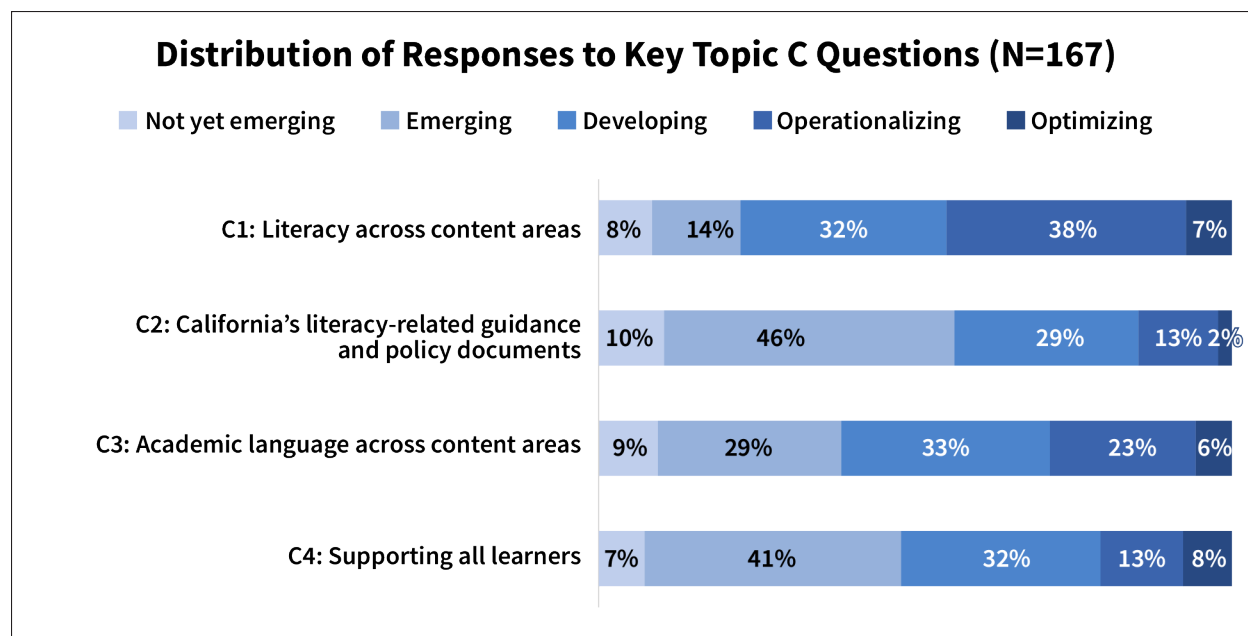 Distribution of Responses to Key Topic C Questions (N=167)
Not yet emerging Emerging Developing Operationalizing Optimizing
C1: Literacy across content areas 8% 14% 32% 38% 7%
C2: California’s literacy-related guidance
and policy documents 10% 46% 29% 13% 2%
C3: Academic language across content areas 9% 29% 33% 23% 6%
C4: Supporting all learners 7% 41% 32% 13% 8%